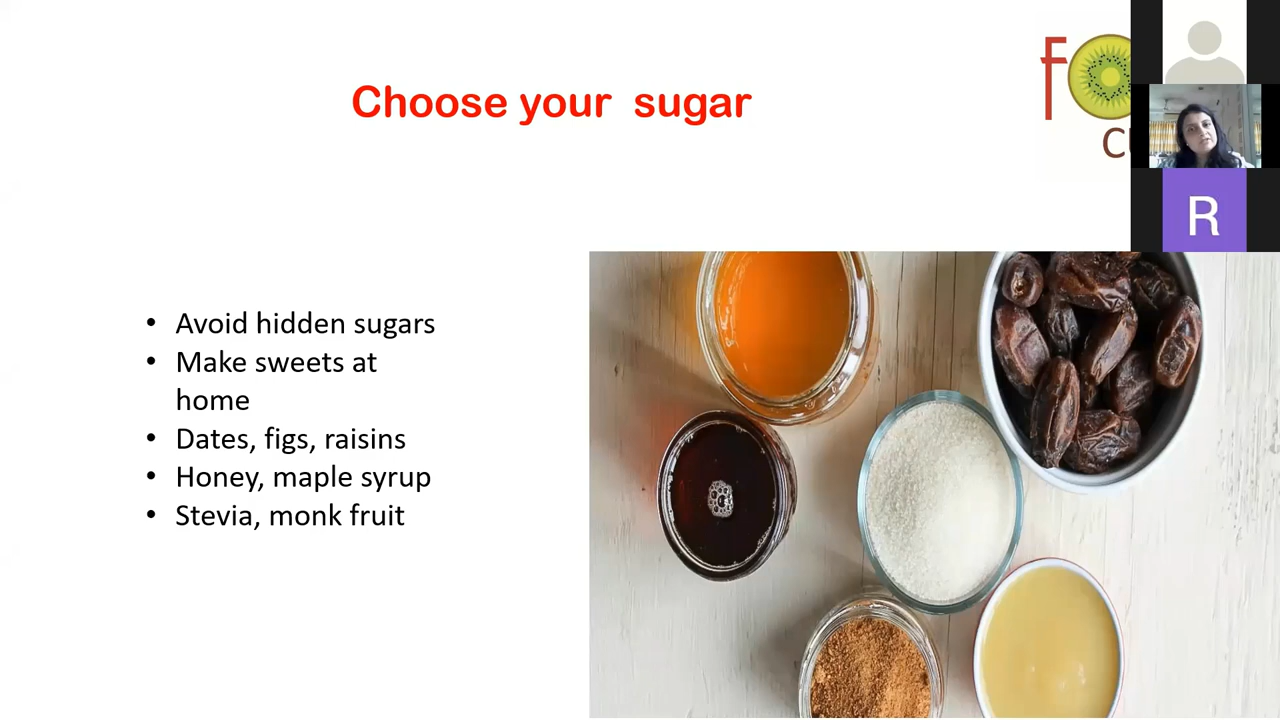 Choose your sugar
R
• Avoid hidden sugars
• Make sweets at
home
• Dates, figs, raisins
• Honey, maple syrup
• Stevia, monk fruit